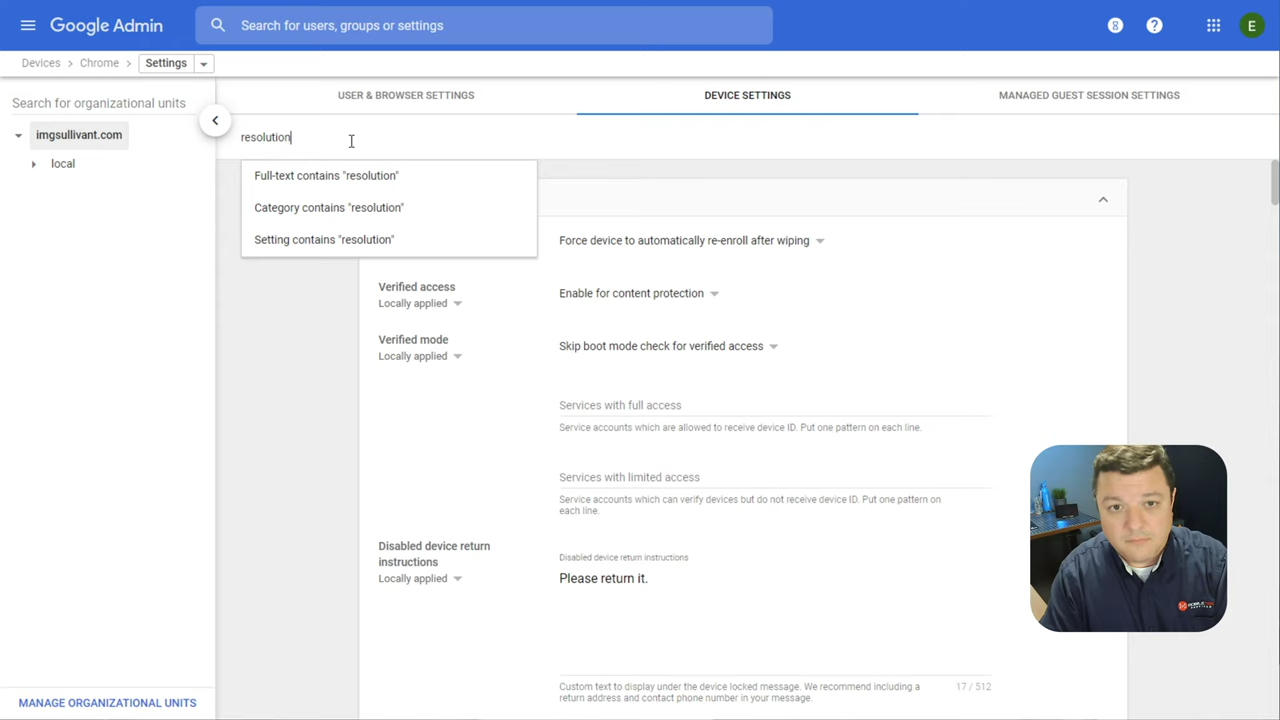 Google Admin
Search for users, groups or settings
8
E
Devices > Chrome > Settings
Search for organizational units
imgsullivant.com
local
MANAGE ORGANIZATIONAL UNITS
USER & BROWSER SETTINGS
DEVICE SETTINGS
MANAGED GUEST SESSION SETTINGS
resolution
Full-text contains "resolution"
Category contains "resolution"
Setting contains "resolution"
Force device to automatically re-enroll after wiping
Verified access
Locally applied
Enable for content protection
Verified mode
Locally applied
Skip boot mode check for verified access
Services with full access
Service accounts which are allowed to receive device ID. Put one pattern on each line.
Services with limited access
Service accounts which can verify devices but do not receive device ID. Put one pattern on
each line.
Disabled device return
instructions
Locally applied
Disabled device return instructions
Please return it.
Custom text to display under the device locked message. We recommend including a
return address and contact phone number in your message.
17 / 512